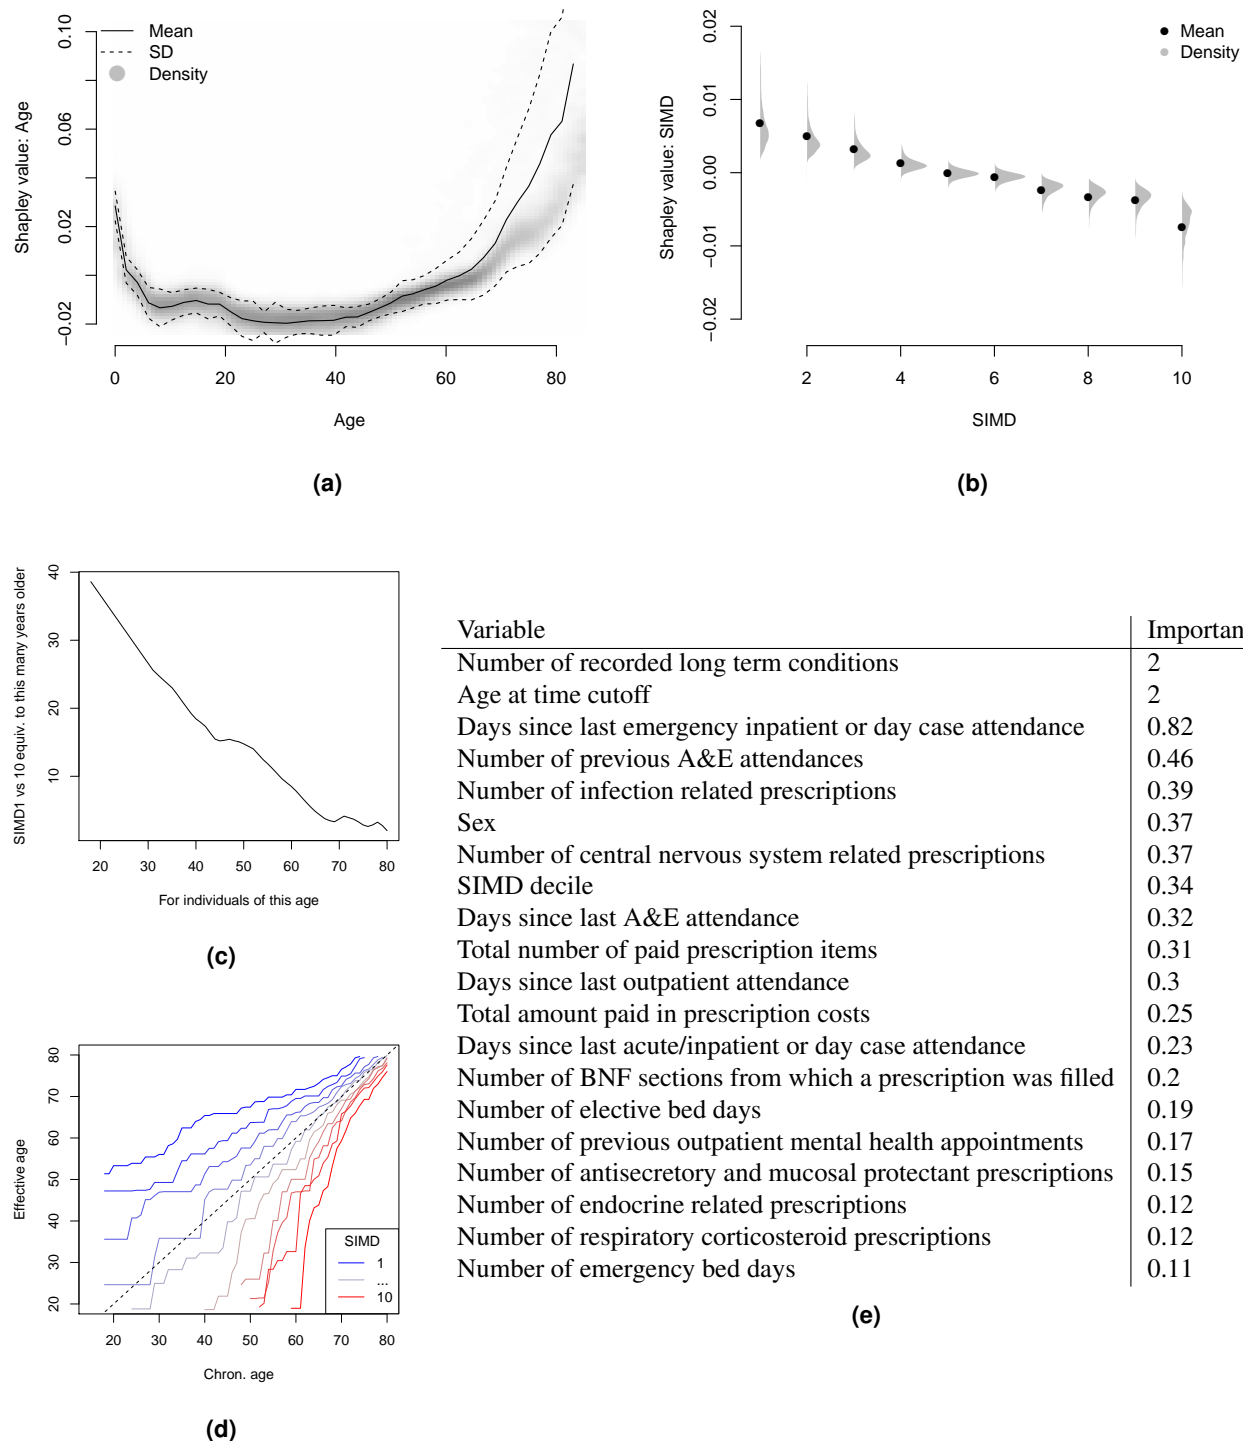 Mean
SD
Density
0.10
0.06
0.02
−0.02
Shapley value: Age
0 20 40 60 80
Age
(a)
Mean
Density
0.02
0.01
0.00
−0.01
−0.02
Shapley value: SIMD
2 4 6 8 10
SIMD
(b)
40
30
20
10
SIMD1 vs 10 equiv. to this many years older
20 30 40 50 60 70 80
For individuals of this age
(c)
80
70
60
50
40
30
20
Effective age
SIMD
1
...
10
20 30 40 50 60 70 80
Chron. age
(d)
Variable Importan
Number of recorded long term conditions 2
Age at time cutoff 2
Days since last emergency inpatient or day case attendance 0.82
Number of previous A&E attendances 0.46
Number of infection related prescriptions 0.39
Sex 0.37
Number of central nervous system related prescriptions 0.37
SIMD decile 0.34
Days since last A&E attendance 0.32
Total number of paid prescription items 0.31
Days since last outpatient attendance 0.3
Total amount paid in prescription costs 0.25
Days since last acute/inpatient or day case attendance 0.23
Number of BNF sections from which a prescription was filled 0.2
Number of elective bed days 0.19
Number of previous outpatient mental health appointments 0.17
Number of antisecretory and mucosal protectant prescriptions 0.15
Number of endocrine related prescriptions 0.12
Number of respiratory corticosteroid prescriptions 0.12
Number of emergency bed days 0.11
(e)